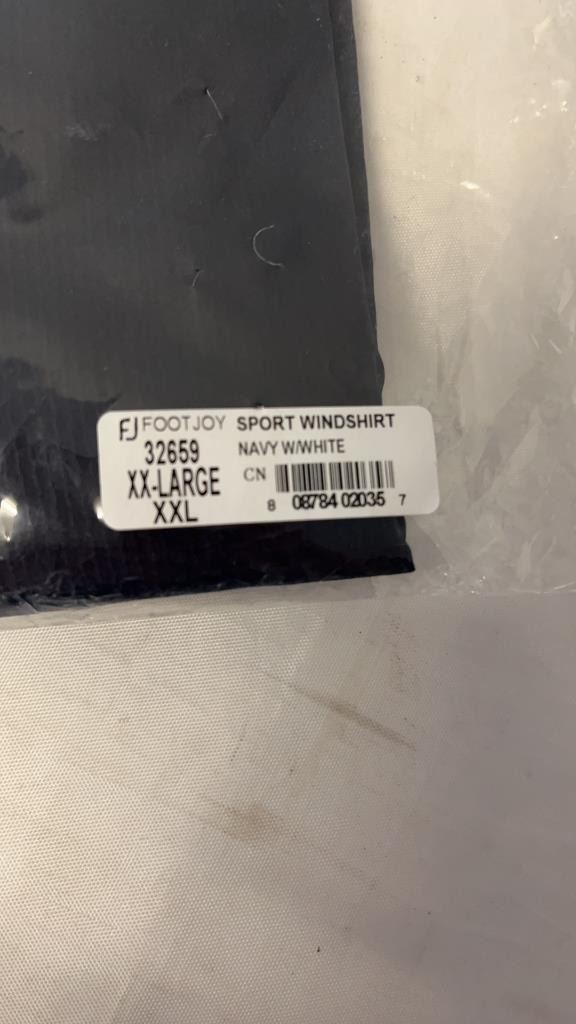 FJ FOOTJOY SPORT WINDSHIRT
32659 NAVY W/WHITE
XX-LARGE CN
XXL 8 08784 02035 7